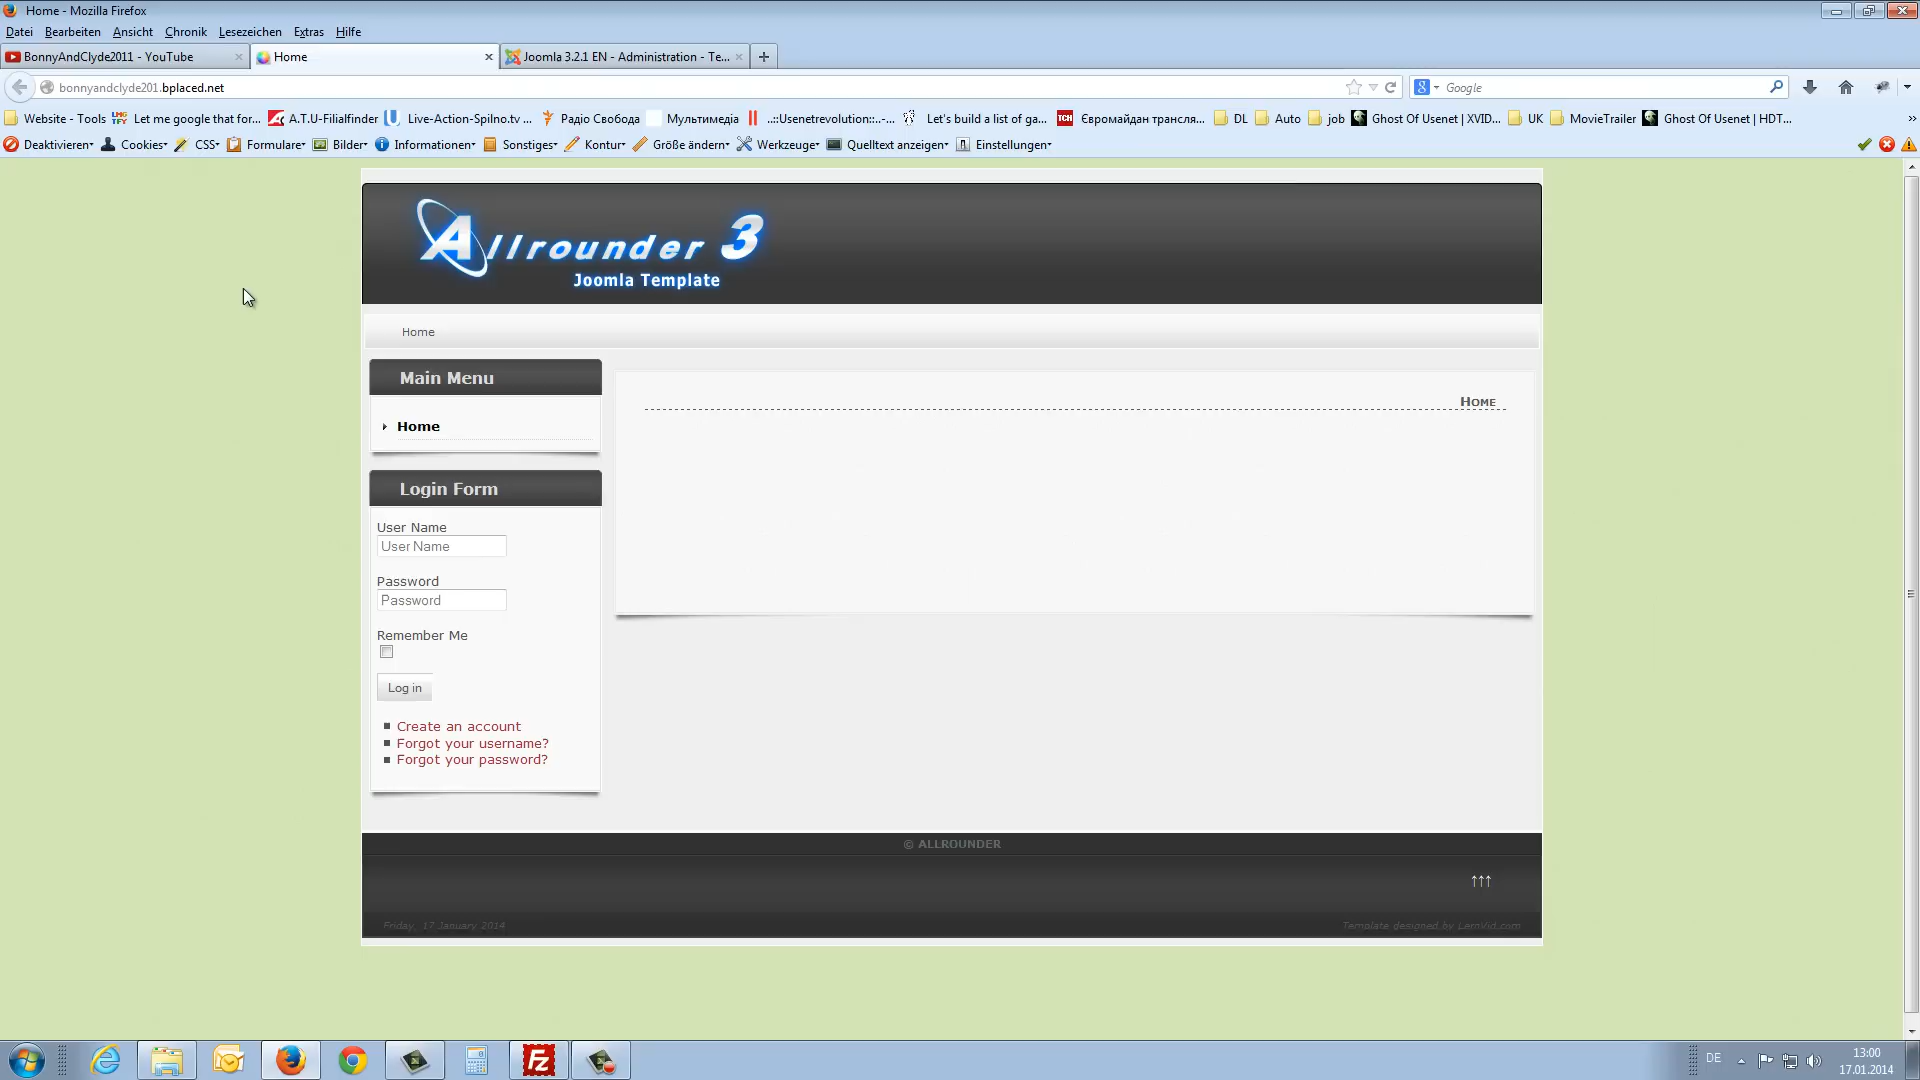 Home - Mozilla Firefox
Datei Bearbeiten Ansicht Chronik Lesezeichen Extras Hilfe
BonnyAndClyde2011 - YouTube Home Joomla 3.2.1 EN - Administration - Te...
bonnyandclyde201.bplaced.net Google
Website - Tools LMG TFY Let me google that for... A.T.U-Filialfinder Live-Action-Spilno.tv ... Радіо Свобода Мультимедіа ..::Usenetrevolution::..-... Let's build a list of ga... ТСН Євромайдан трансля... DL Auto job Ghost Of Usenet | XVID... UK MovieTrailer Ghost Of Usenet | HDT...
Deaktivieren Cookies CSS Formulare Bilder Informationen Sonstiges Kontur Größe ändern Werkzeuge Quelltext anzeigen Einstellungen
Allrounder 3
Joomla Template
Home
Main Menu
Home
Home
Login Form
User Name
User Name
Password
Password
Remember Me
Log in
Create an account
Forgot your username?
Forgot your password?
© ALLROUNDER
↑↑↑
Friday, 17 January 2014 Template designed by LernVid.com
DE 13:00
17.01.2014